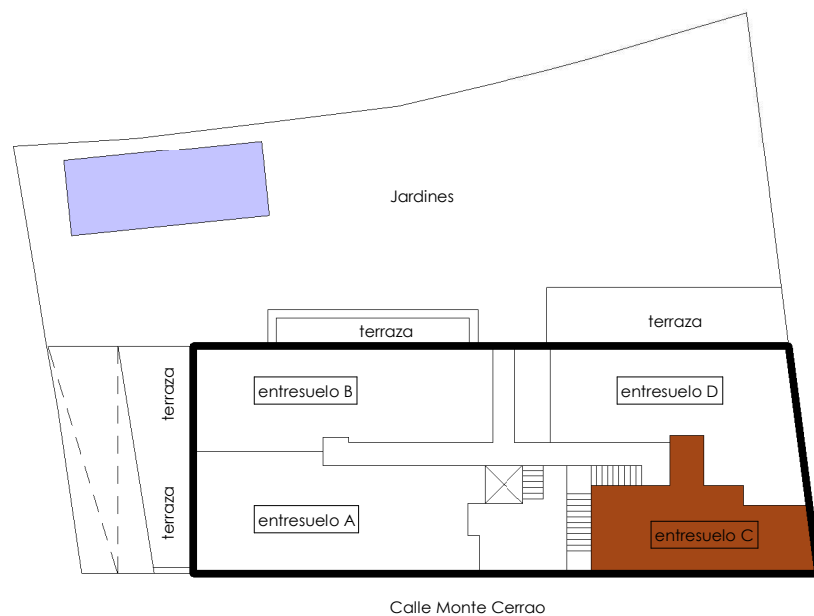 Jardines
terraza
terraza
terraza
entresuelo B
entresuelo D
terraza
entresuelo A
entresuelo C
Calle Monte Cerrao